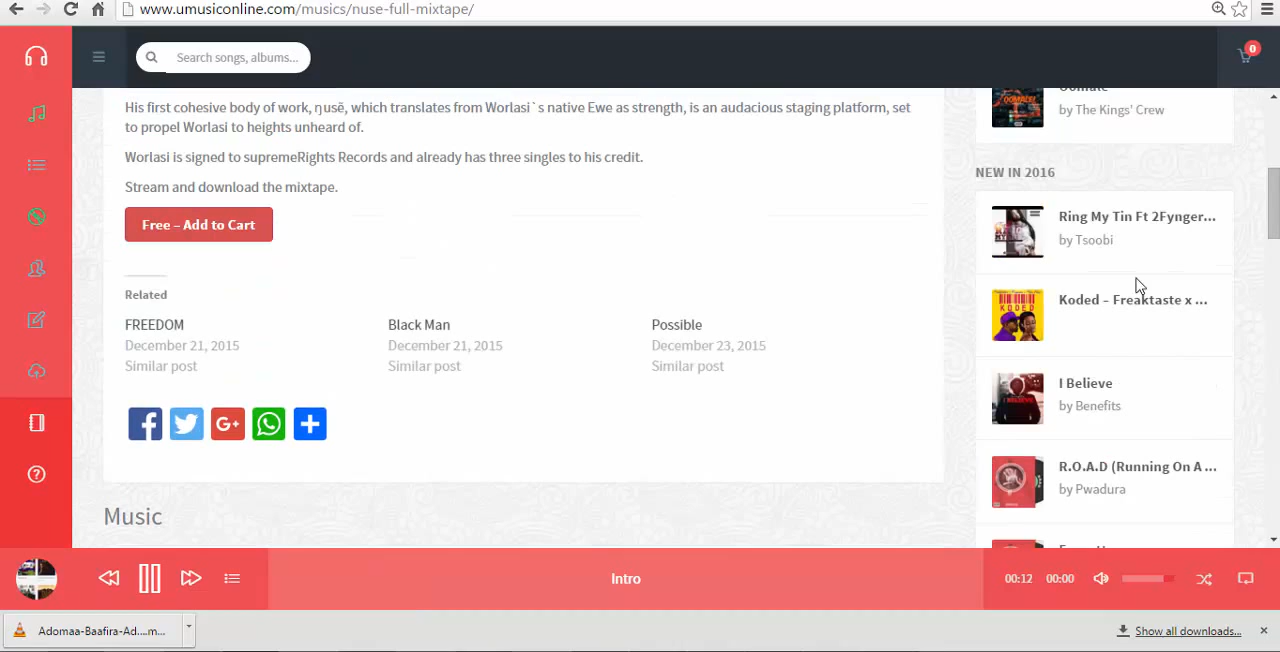 www.umusiconline.com/musics/nuse-full-mixtape/
Search songs, albums...
0
His first cohesive body of work, ŋusẽ, which translates from Worlasi`s native Ewe as strength, is an audacious staging platform, set
to propel Worlasi to heights unheard of.
Worlasi is signed to supremeRights Records and already has three singles to his credit.
Stream and download the mixtape.
Free – Add to Cart
Related
FREEDOM
December 21, 2015
Similar post
Black Man
December 21, 2015
Similar post
Possible
December 23, 2015
Similar post
Music
by The Kings' Crew
NEW IN 2016
Ring My Tin Ft 2Fynger...
by Tsoobi
Koded – Freaktaste x ...
I Believe
by Benefits
R.O.A.D (Running On A ...
by Pwadura
Intro
00:12 00:00
Adomaa-Baafira-Ad....m...
Show all downloads...